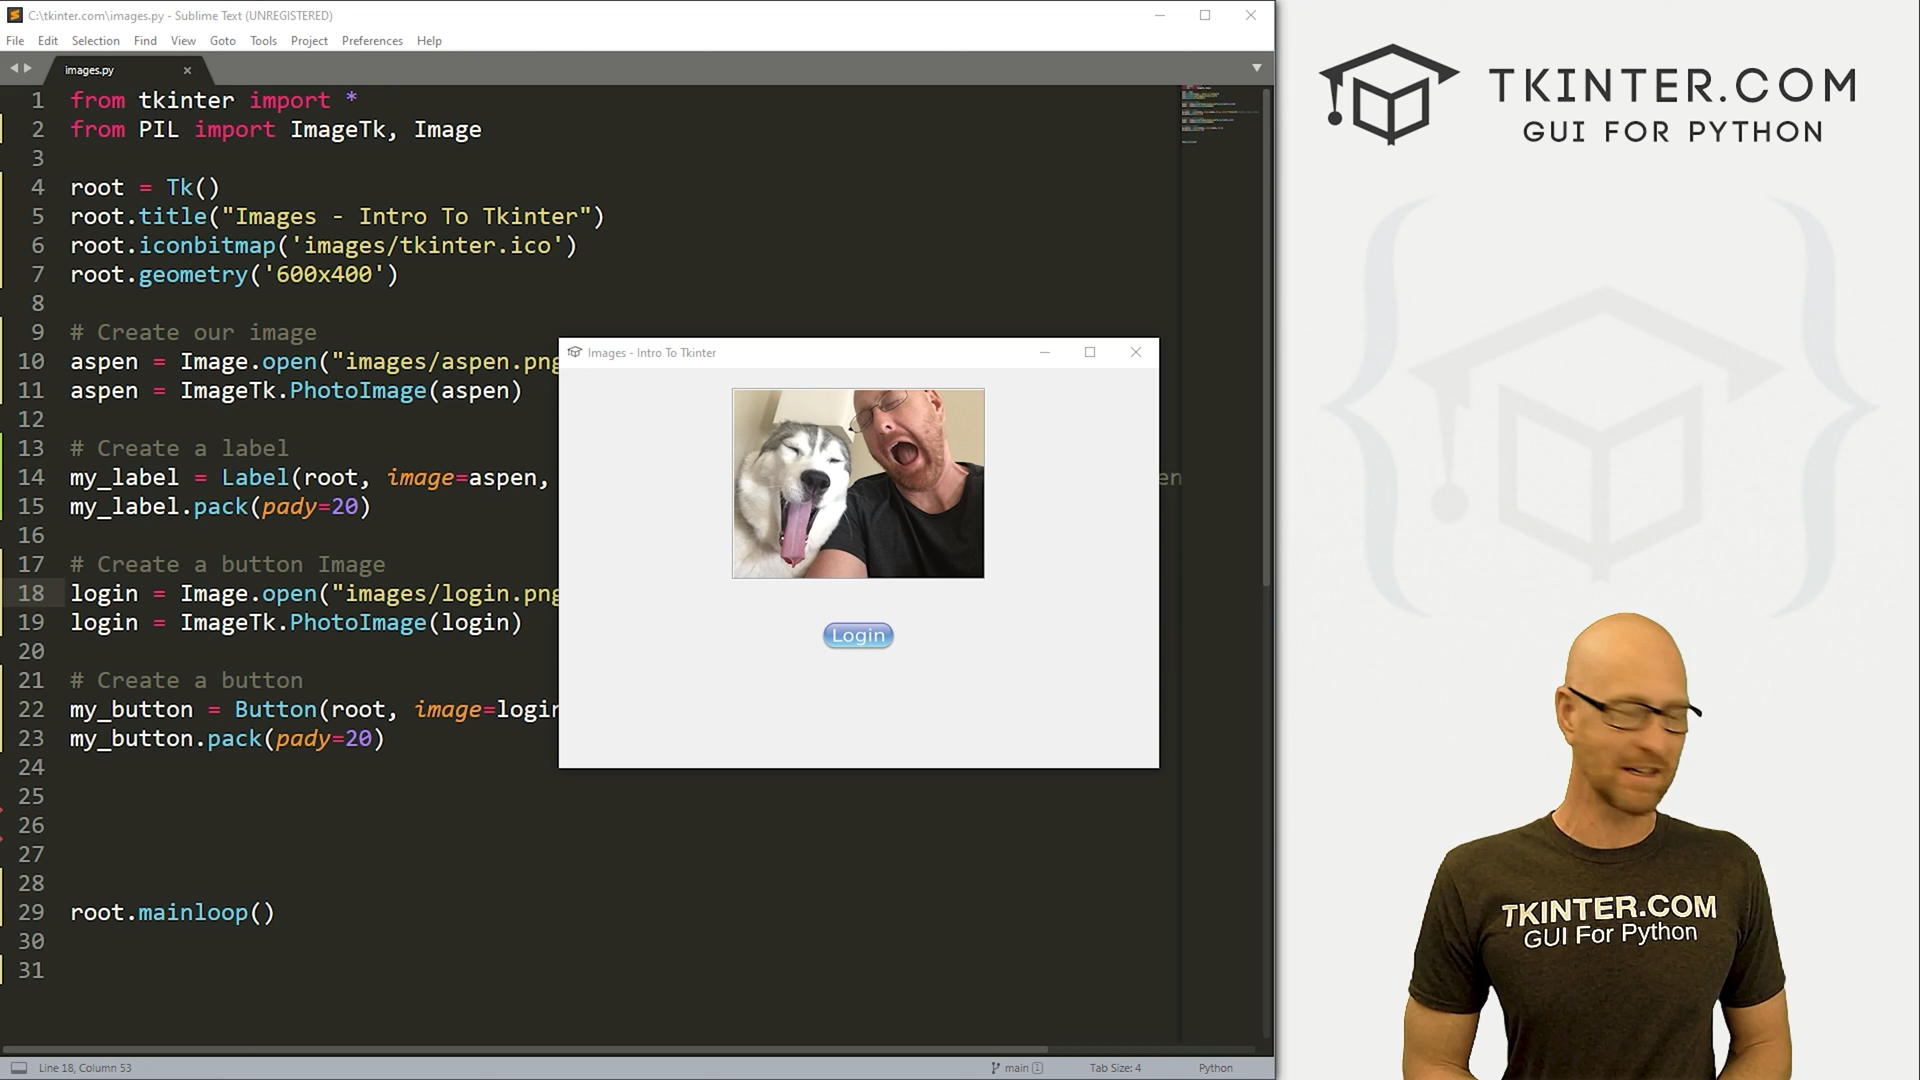 C:\tkinter.com\images.py - Sublime Text (UNREGISTERED)
File Edit Selection Find View Goto Tools Project Preferences Help
images.py
1 from tkinter import *
2 from PIL import ImageTk, Image
3
4 root = Tk()
5 root.title("Images - Intro To Tkinter")
6 root.iconbitmap('images/tkinter.ico')
7 root.geometry('600x400')
8
9 # Create our image
10 aspen = Image.open("images/aspen.png
11 aspen = ImageTk.PhotoImage(aspen)
12
13 # Create a label
14 my_label = Label(root, image=aspen, en
15 my_label.pack(pady=20)
16
17 # Create a button Image
18 login = Image.open("images/login.png
19 login = ImageTk.PhotoImage(login)
20
21 # Create a button
22 my_button = Button(root, image=login
23 my_button.pack(pady=20)
24
25
26
27
28
29 root.mainloop()
30
31
Images - Intro To Tkinter
Login
Line 18, Column 53
main 1
Tab Size: 4
Python
TKINTER.COM
GUI FOR PYTHON
TKINTER.COM
GUI For Python